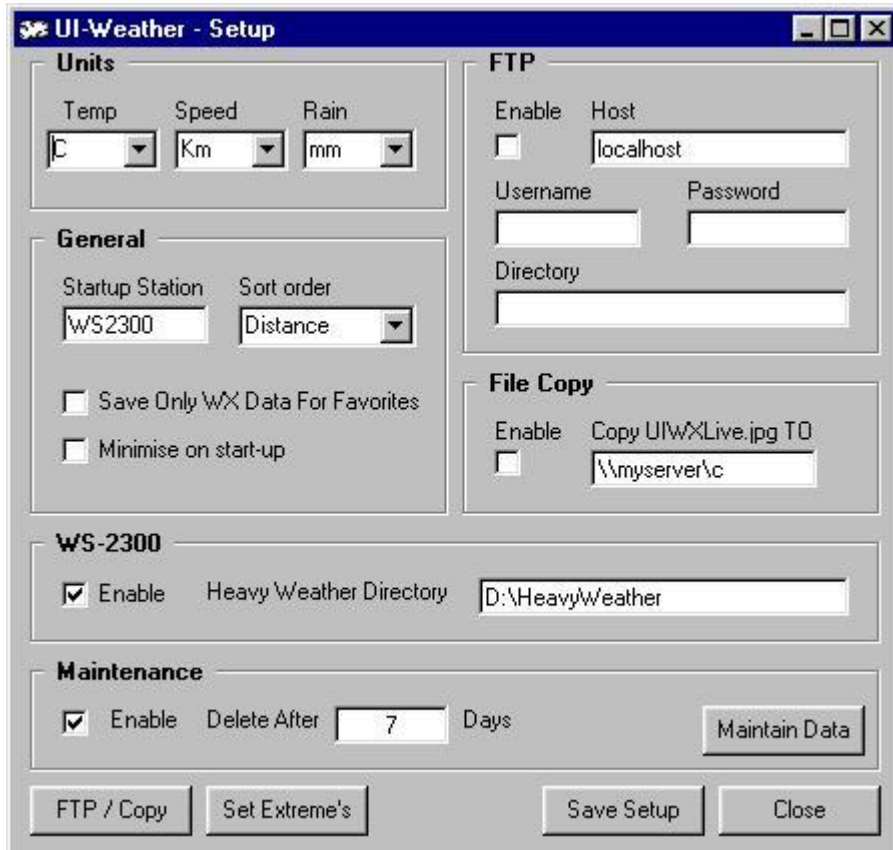 UI-Weather - Setup
Units
Temp Speed Rain
C Km mm
General
Startup Station Sort order
WS2300 Distance
Save Only WX Data For Favorites
Minimise on start-up
FTP
Enable Host
localhost
Username Password
Directory
File Copy
Enable Copy UIWXLive.jpg TO
\\myserver\c
WS-2300
Enable Heavy Weather Directory D:\HeavyWeather
Maintenance
Enable Delete After 7 Days
Maintain Data
FTP / Copy Set Extreme's Save Setup Close